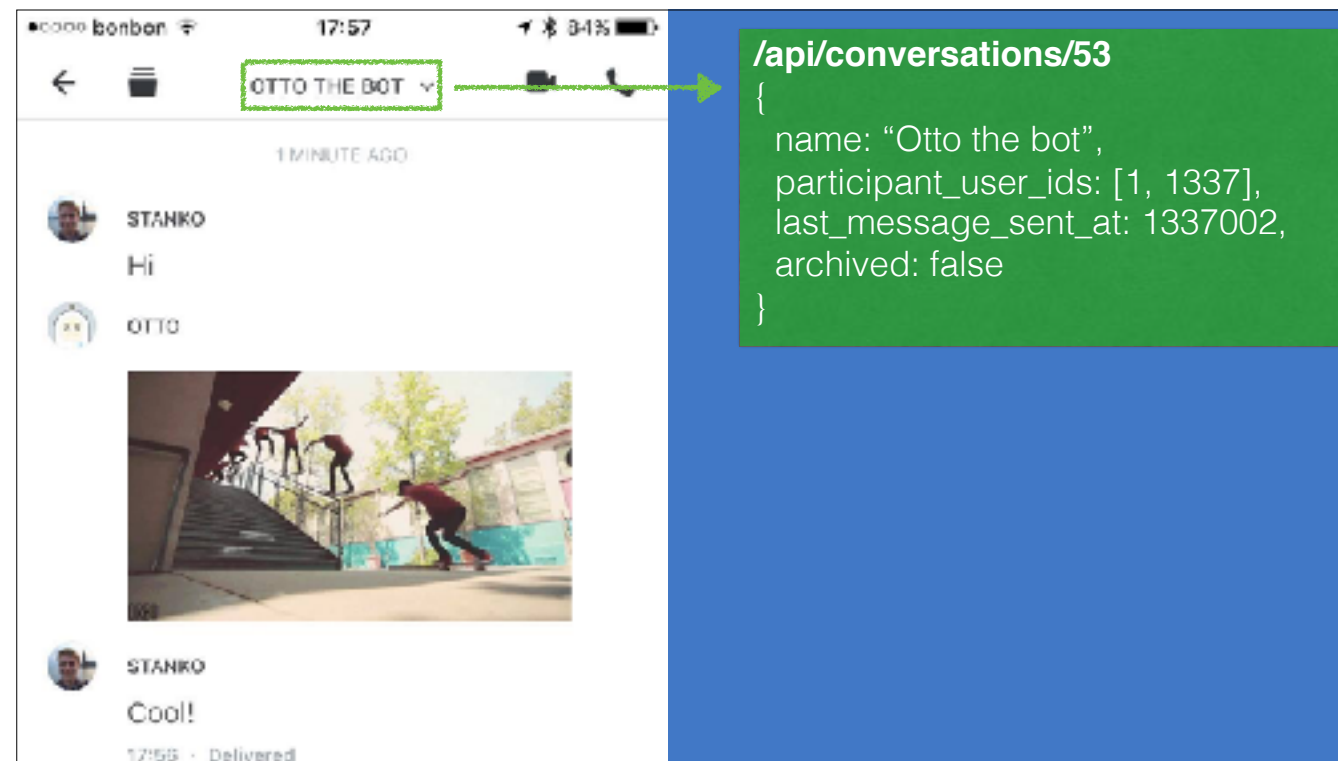 bonbon
17:57
84%
OTTO THE BOT
1 MINUTE AGO
STANKO
Hi
OTTO
STANKO
Cool!
17:56 · Delivered
/api/conversations/53
{
name: “Otto the bot”,
participant_user_ids: [1, 1337],
last_message_sent_at: 1337002,
archived: false
}